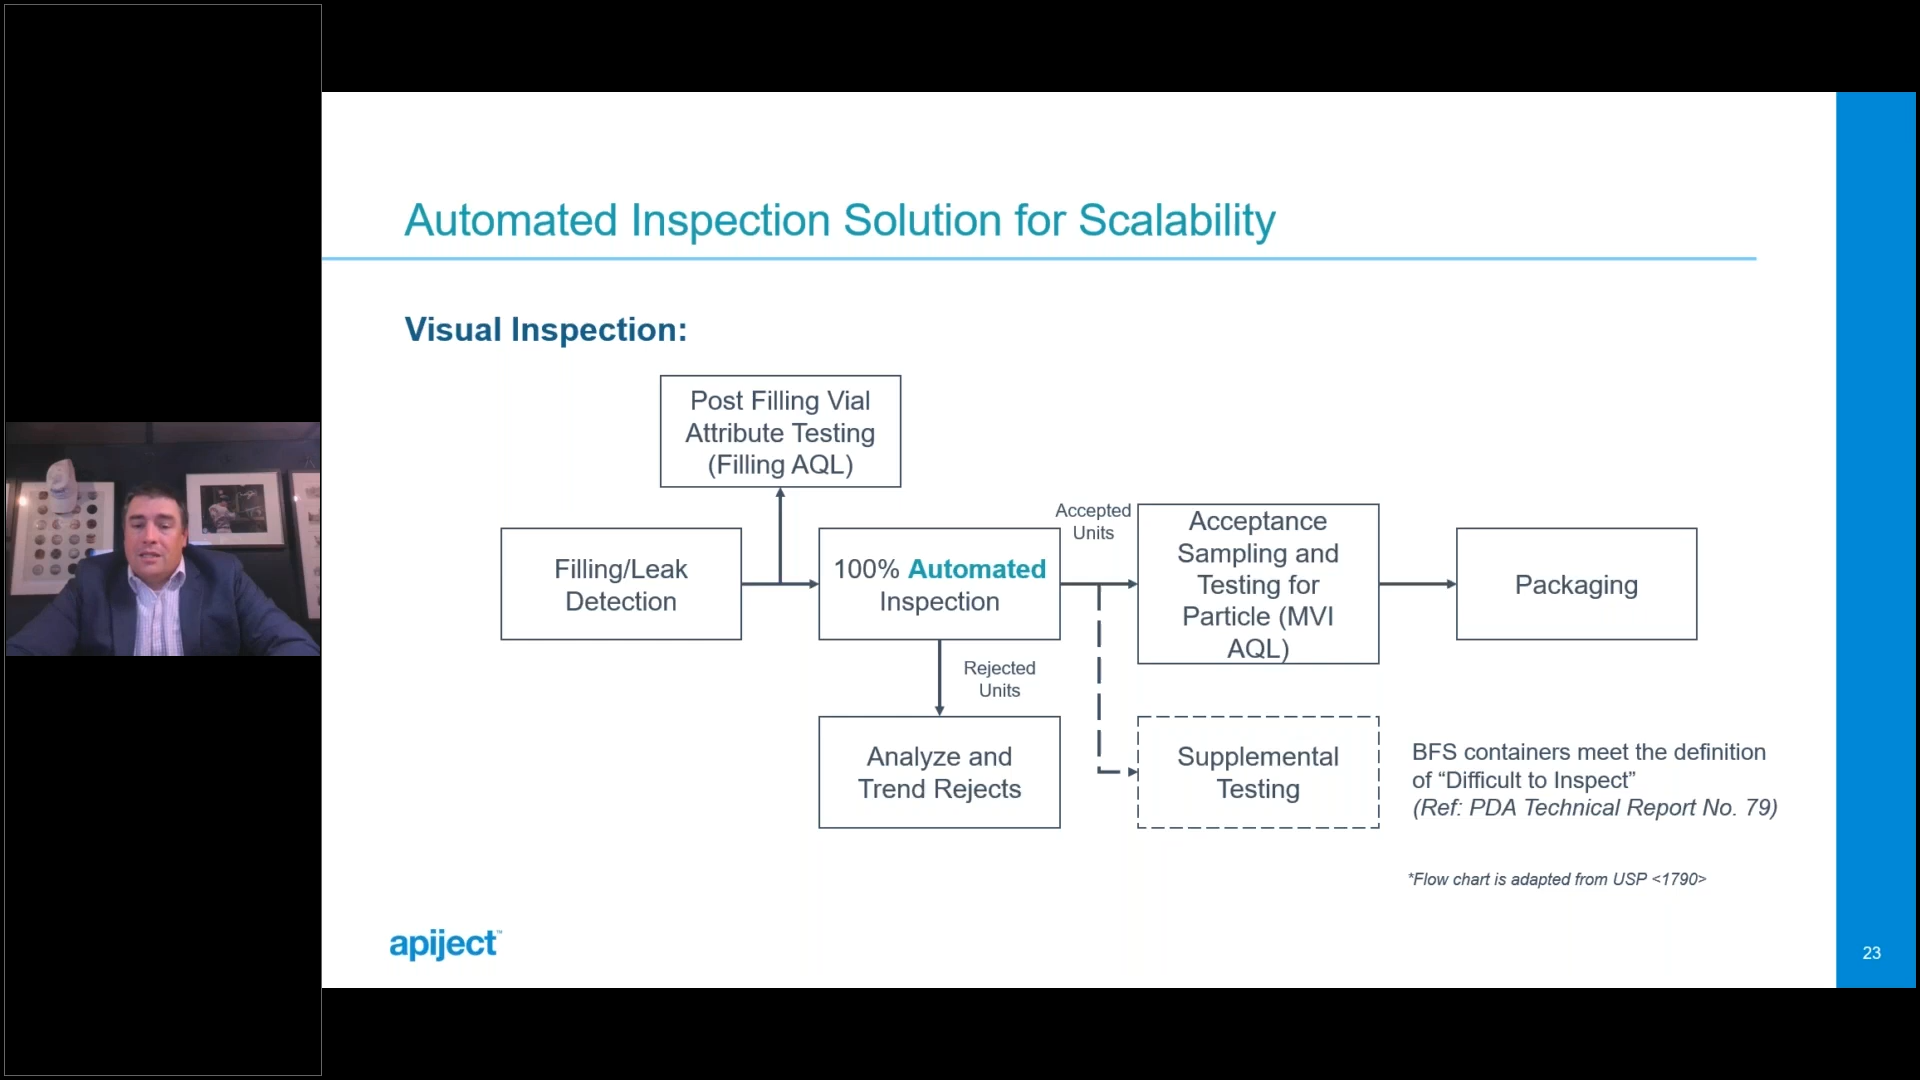 Automated Inspection Solution for Scalability
Visual Inspection:
Post Filling Vial
Attribute Testing
(Filling AQL)
Filling/Leak
Detection
100% Automated
Inspection
Accepted
Units
Acceptance
Sampling and
Testing for
Particle (MVI
AQL)
Packaging
Rejected
Units
Analyze and
Trend Rejects
Supplemental
Testing
BFS containers meet the definition
of “Difficult to Inspect”
(Ref: PDA Technical Report No. 79)
*Flow chart is adapted from USP <1790>
apiject™
23